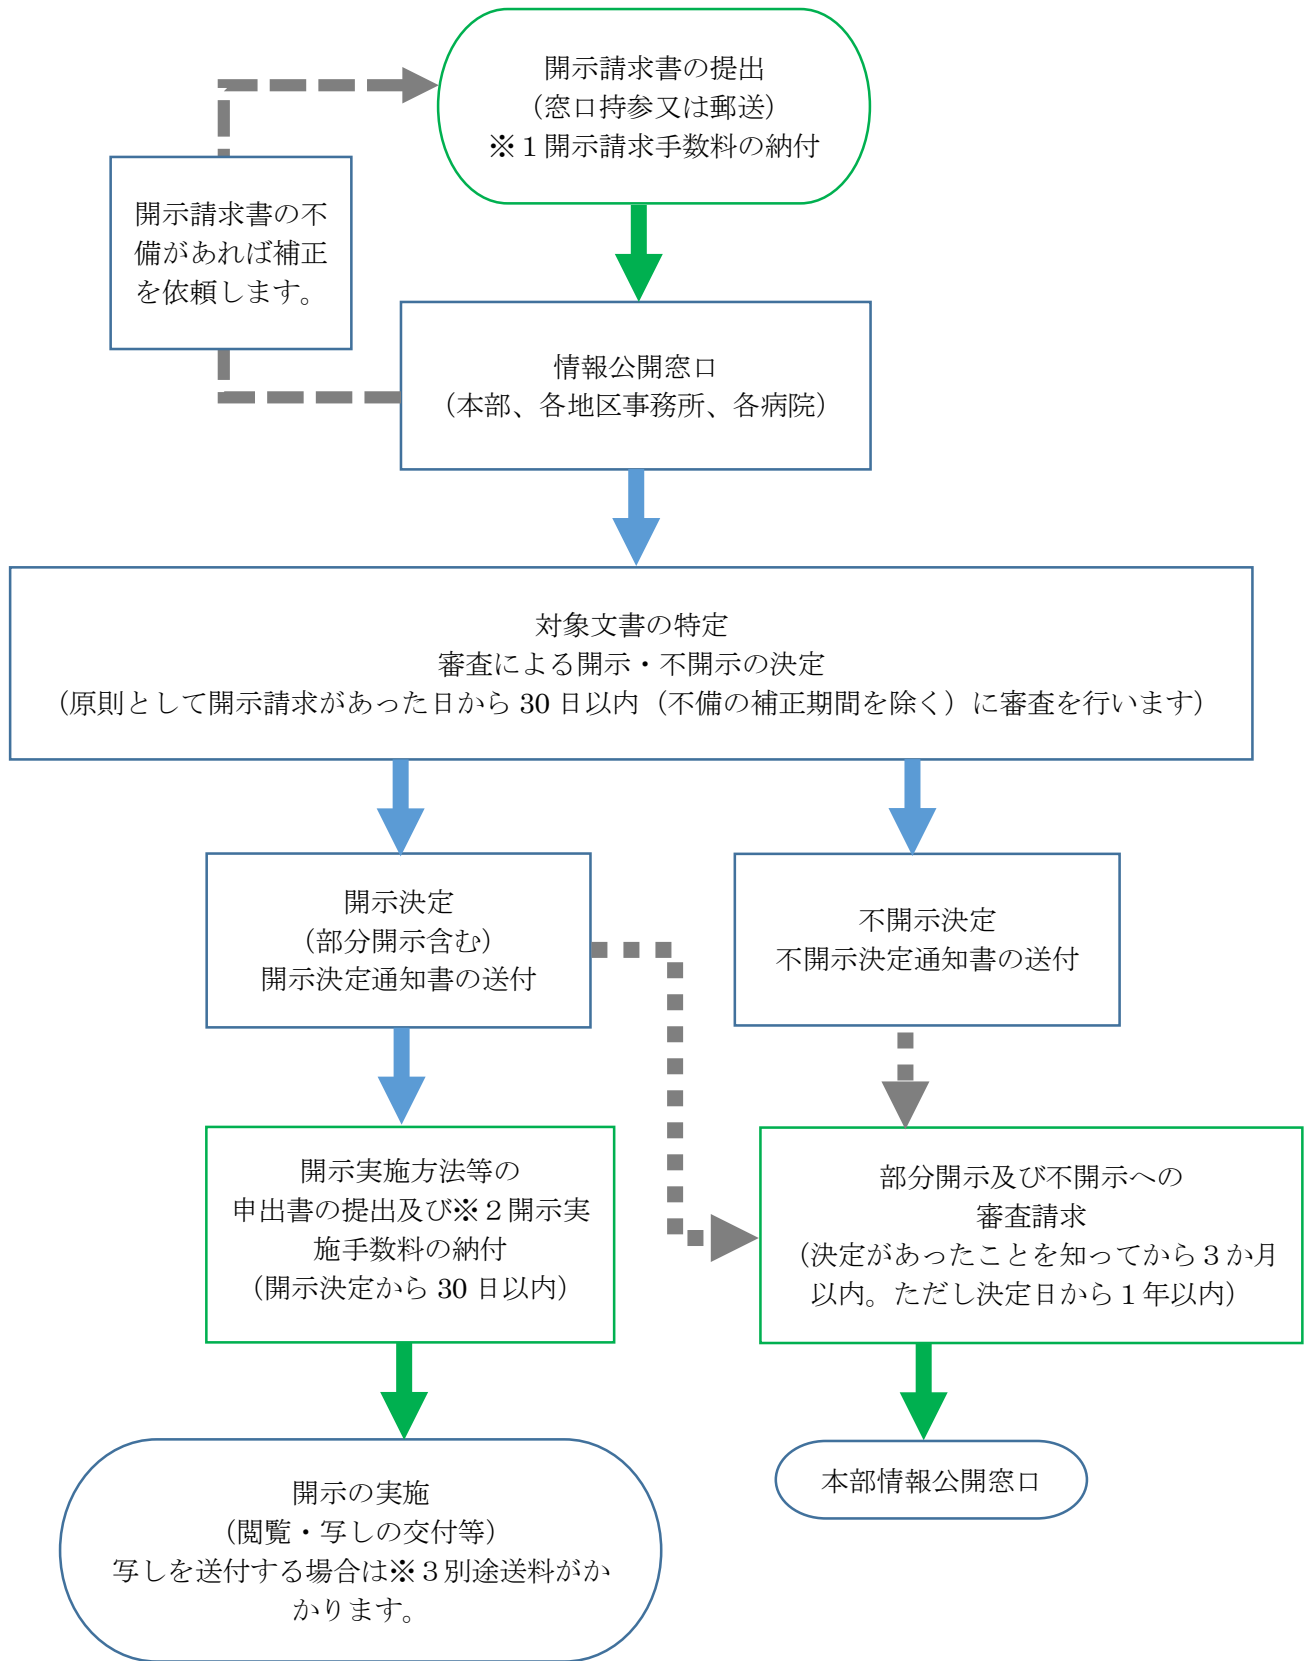 開示請求書の提出
（窓口持参又は郵送）
※１開示請求手数料の納付
開示請求書の不
備があれば補正
を依頼します。
情報公開窓口
（本部、各地区事務所、各病院）
対象文書の特定
審査による開示・不開示の決定
（原則として開示請求があった日から 30 日以内（不備の補正期間を除く）に審査を行います）
開示決定
（部分開示含む）
開示決定通知書の送付
不開示決定
不開示決定通知書の送付
開示実施方法等の
申出書の提出及び※２開示実
施手数料の納付
（開示決定から 30 日以内）
部分開示及び不開示への
審査請求
（決定があったことを知ってから３か月
以内。ただし決定日から１年以内）
開示の実施
（閲覧・写しの交付等）
写しを送付する場合は※３別途送料がか
かります。
本部情報公開窓口